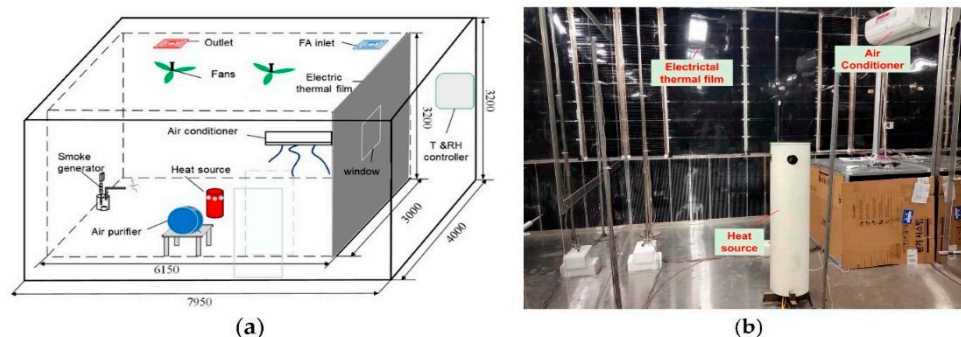 Outlet
FA inlet
Fans
Electric
thermal film
Air conditioner
3200
3200
T &RH
controller
window
Smoke
generator
Heat source
Air purifier
3000
4000
6150
7950
(a)
Electrictal
thermal film
Air
Conditioner
Heat
source
(b)